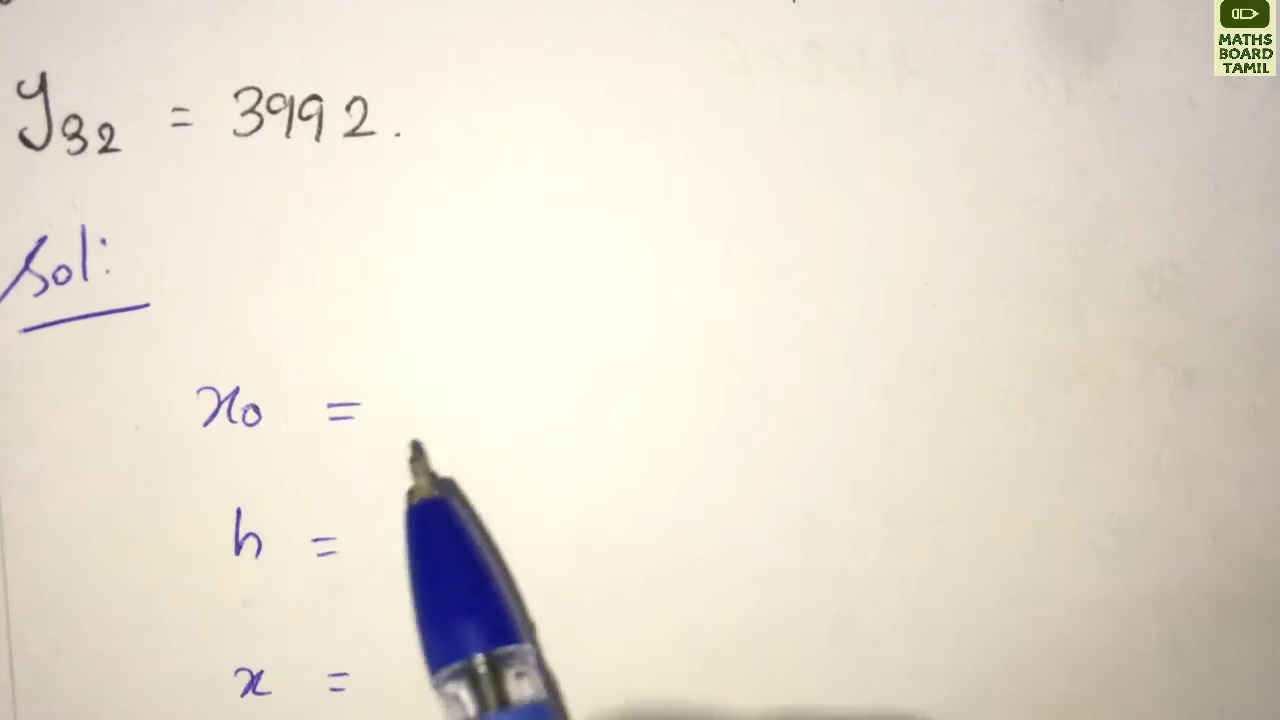 MATHS
BOARD
TAMIL
y₃₂ = 3992.
Sol:
x₀ =
h =
x =